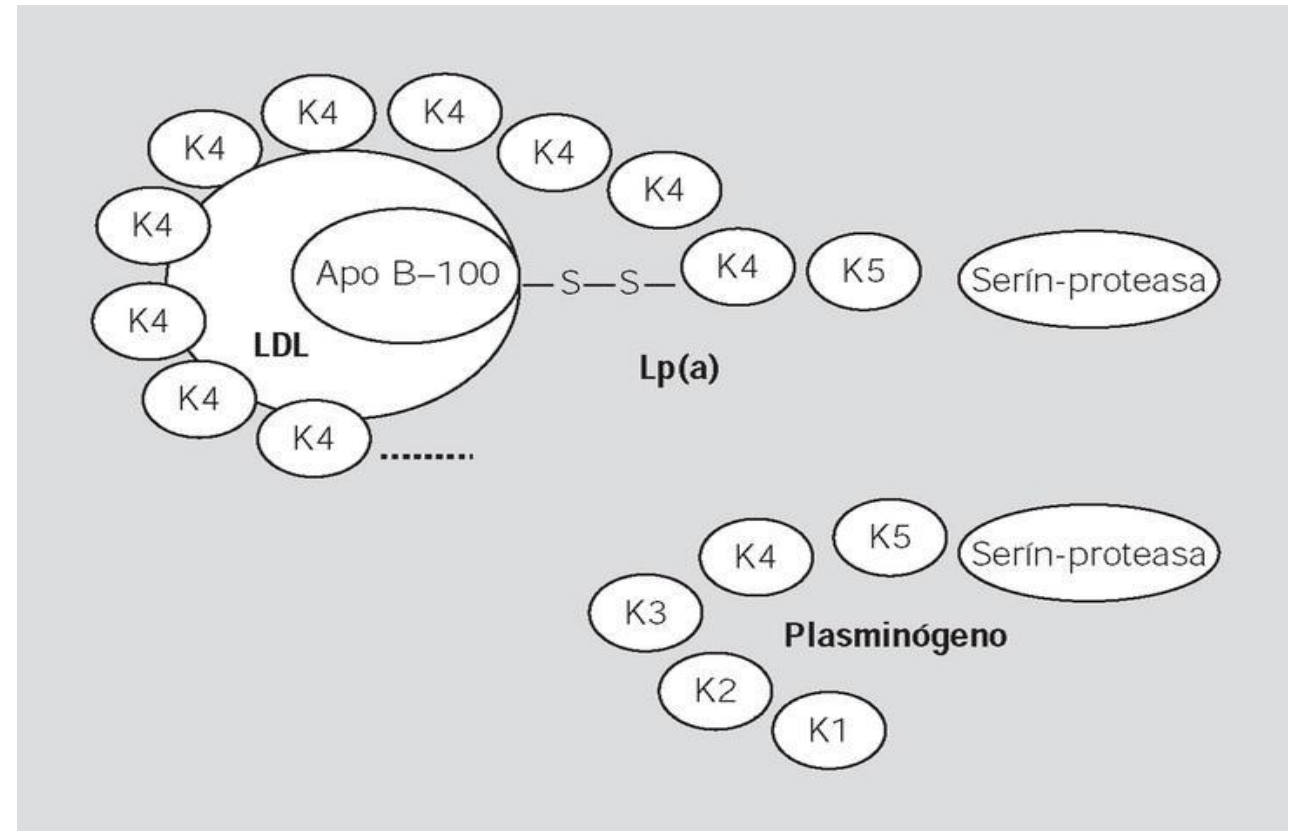 K4
K4
K4
K4
K4
K4
Apo B–100
–S–S–
K4
K5
Serín-proteasa
K4
LDL
Lp(a)
K4
K4
K5
Serín-proteasa
K4
K3
Plasminógeno
K2
K1